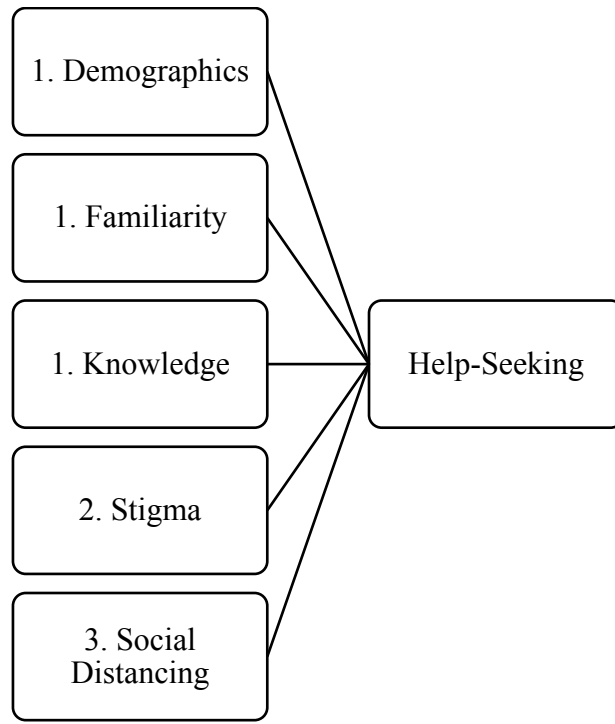 1. Demographics
1. Familiarity
1. Knowledge
Help-Seeking
2. Stigma
3. Social
Distancing